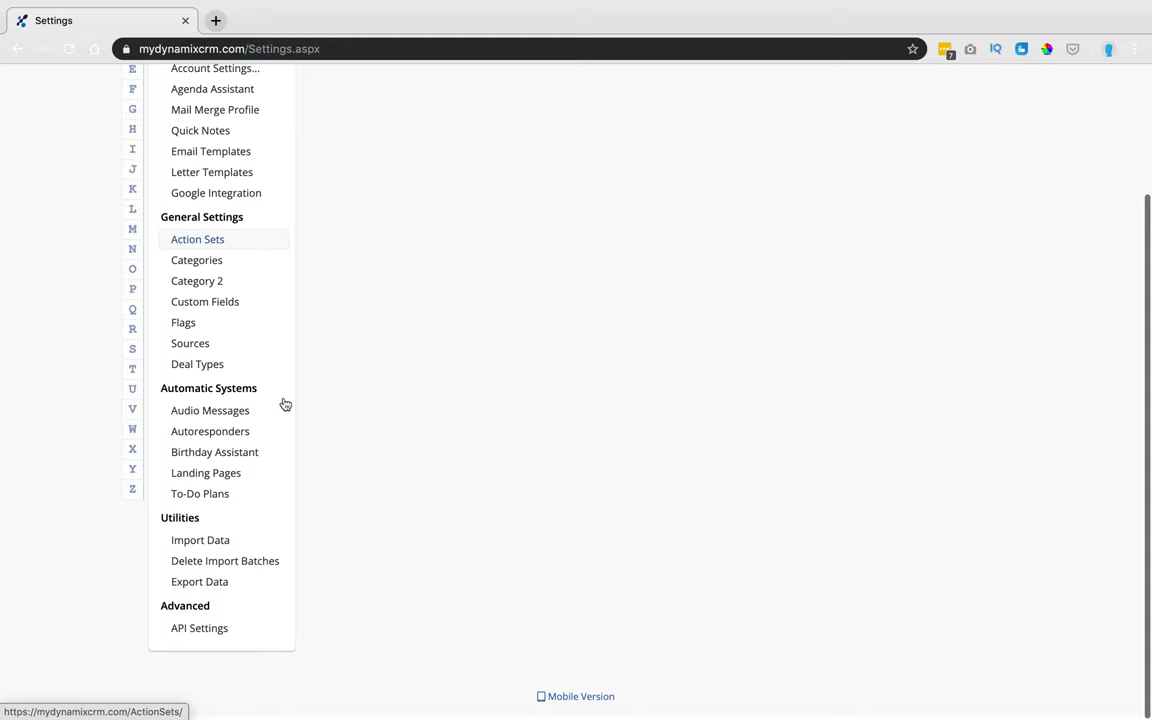 Settings
mydynamixcrm.com/Settings.aspx
IQ
7
E
F
G
H
I
J
K
L
M
N
O
P
Q
R
S
T
U
V
W
X
Y
Z
Account Settings...
Agenda Assistant
Mail Merge Profile
Quick Notes
Email Templates
Letter Templates
Google Integration
General Settings
Action Sets
Categories
Category 2
Custom Fields
Flags
Sources
Deal Types
Automatic Systems
Audio Messages
Autoresponders
Birthday Assistant
Landing Pages
To-Do Plans
Utilities
Import Data
Delete Import Batches
Export Data
Advanced
API Settings
Mobile Version
https://mydynamixcrm.com/ActionSets/